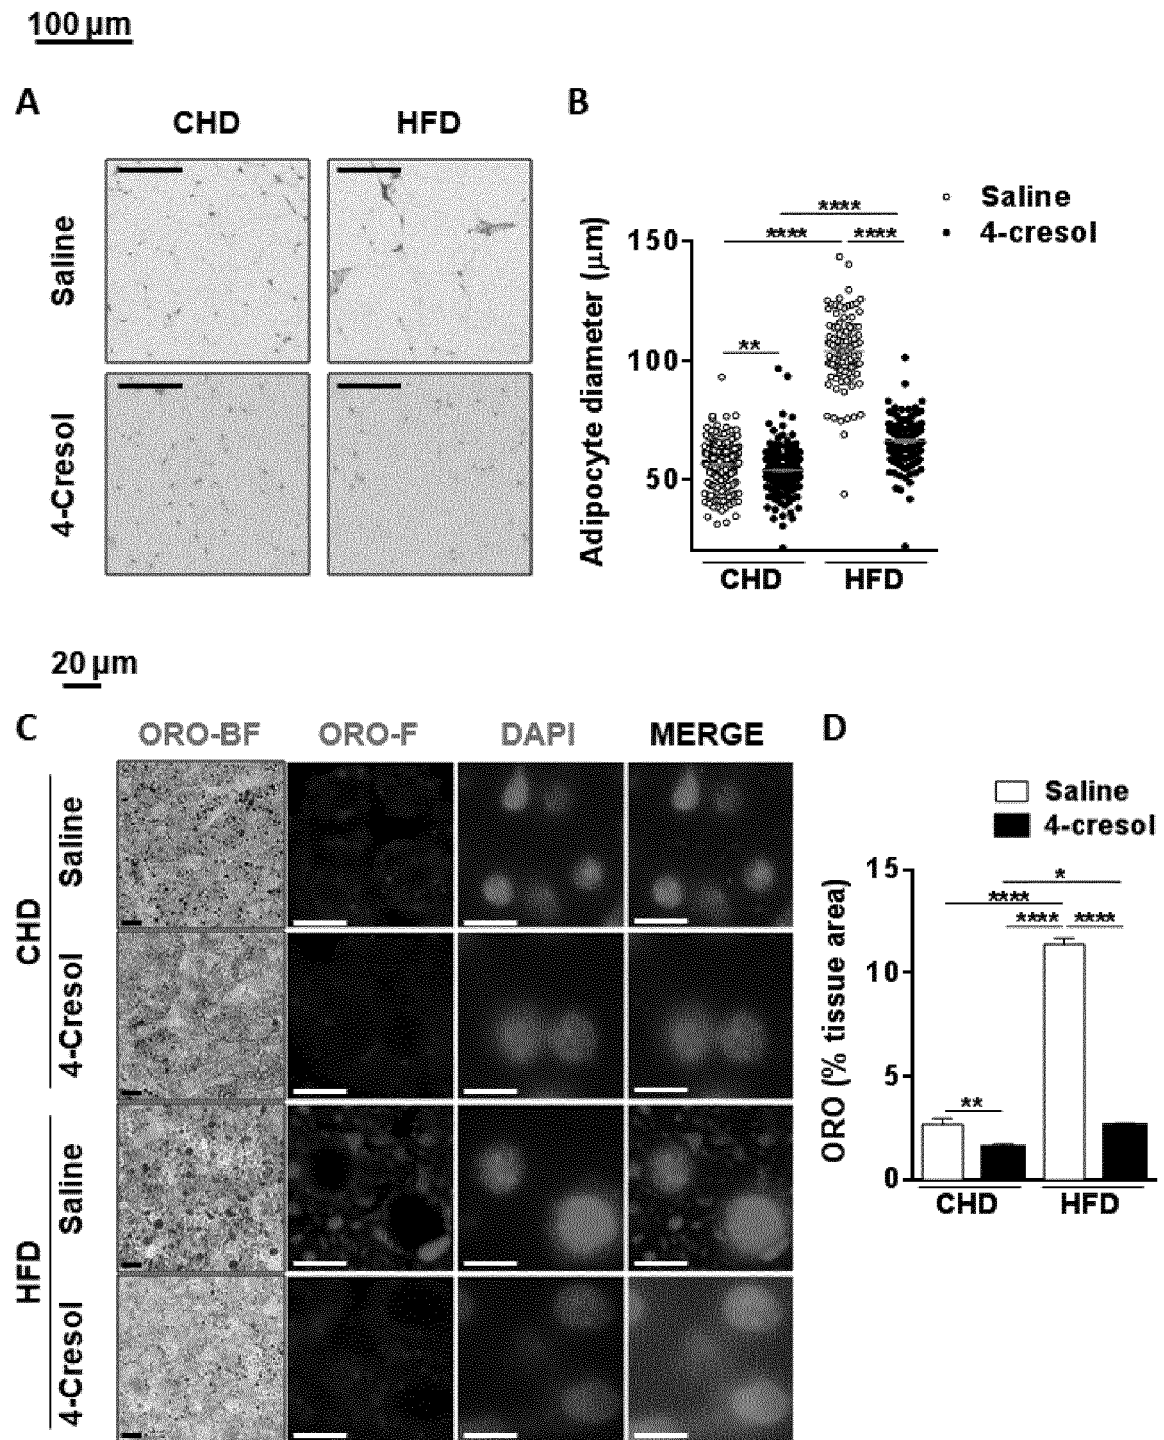 100 µm
A
CHD
HFD
Saline
4-Cresol
B
Saline
4-cresol
Adipocyte diameter (µm)
150
100
50
****
****
****
**
CHD
HFD
20 µm
C
ORO-BF
ORO-F
DAPI
MERGE
CHD
Saline
4-Cresol
HFD
Saline
4-Cresol
D
Saline
4-cresol
ORO (% tissue area)
15
10
5
0
*
****
****
****
**
CHD
HFD